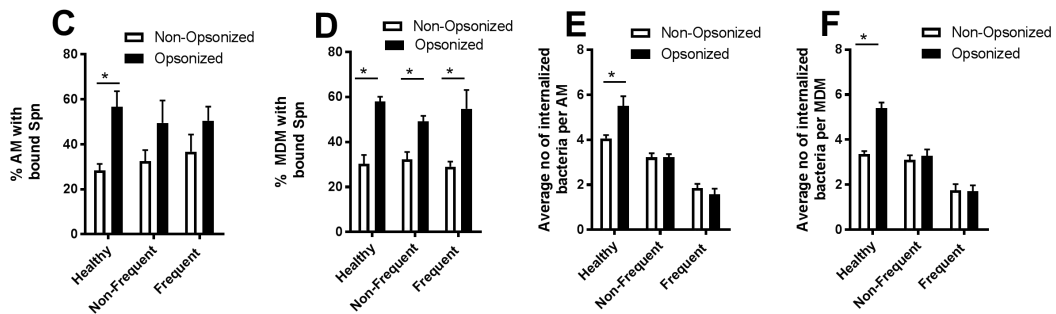 C
Non-Opsonized
Opsonized
% AM with
bound Spn
80
60
40
20
0
*
Healthy
Non-Frequent
Frequent
D
Non-Opsonized
Opsonized
% MDM with
bound Spn
80
60
40
20
0
*
*
*
Healthy
Non-Frequent
Frequent
E
Non-Opsonized
Opsonized
Average no of internalized
bacteria per AM
8
6
4
2
0
*
Healthy
Non-Frequent
Frequent
F
Non-Opsonized
Opsonized
Average no of internalized
bacteria per MDM
8
6
4
2
0
*
Healthy
Non-Frequent
Frequent